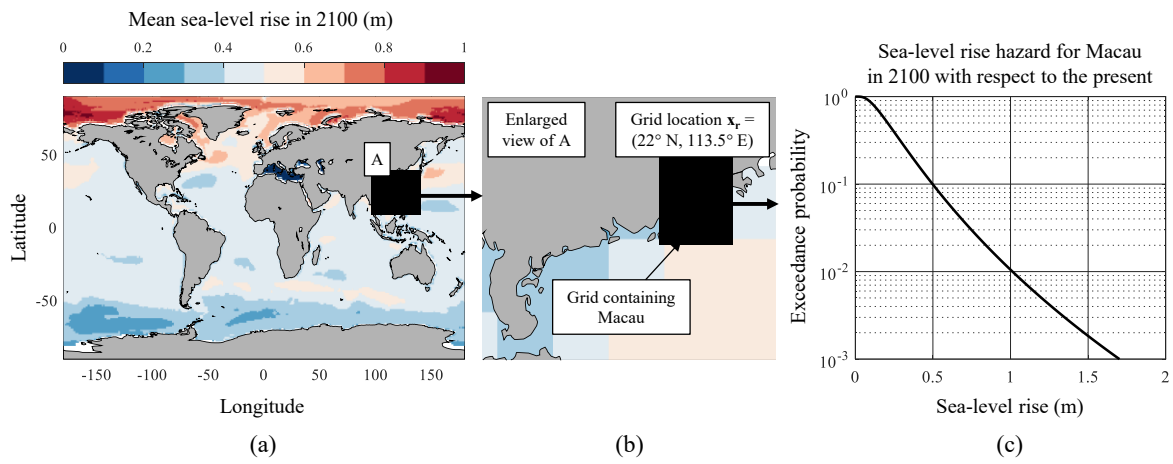 Mean sea-level rise in 2100 (m)
0 0.2 0.4 0.6 0.8 1
A
50
0
-50
Latitude
-150 -100 -50 0 50 100 150
Longitude
(a)
Enlarged
view of A
Grid location xr =
(22° N, 113.5° E)
Grid containing
Macau
(b)
Sea-level rise hazard for Macau
in 2100 with respect to the present
10⁰
10⁻¹
10⁻²
10⁻³
Exceedance probability
0 0.5 1 1.5 2
Sea-level rise (m)
(c)